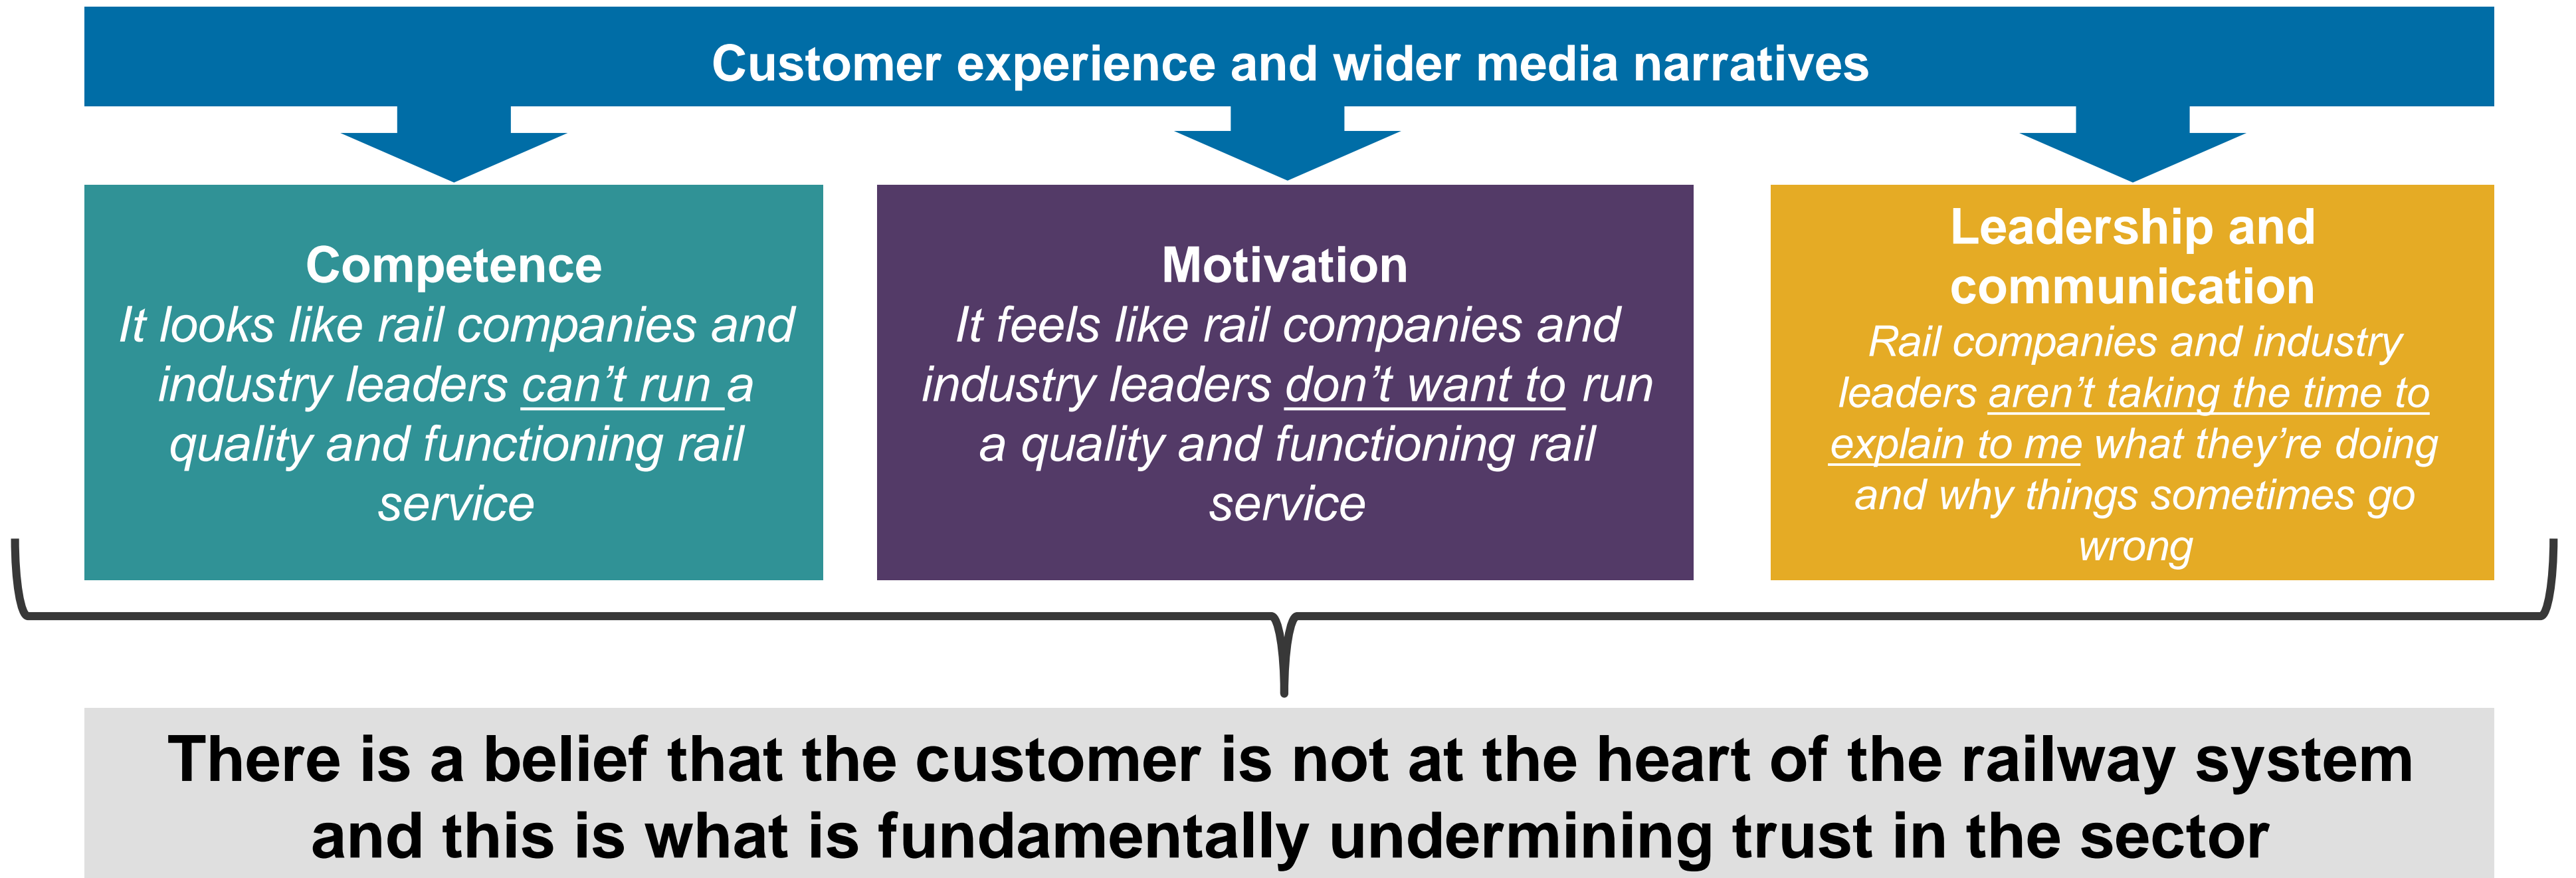 Customer experience and wider media narratives
Competence
It looks like rail companies and
industry leaders can’t run a
quality and functioning rail
service
Motivation
It feels like rail companies and
industry leaders don’t want to run
a quality and functioning rail
service
Leadership and
communication
Rail companies and industry
leaders aren’t taking the time to
explain to me what they’re doing
and why things sometimes go
wrong
There is a belief that the customer is not at the heart of the railway system
and this is what is fundamentally undermining trust in the sector